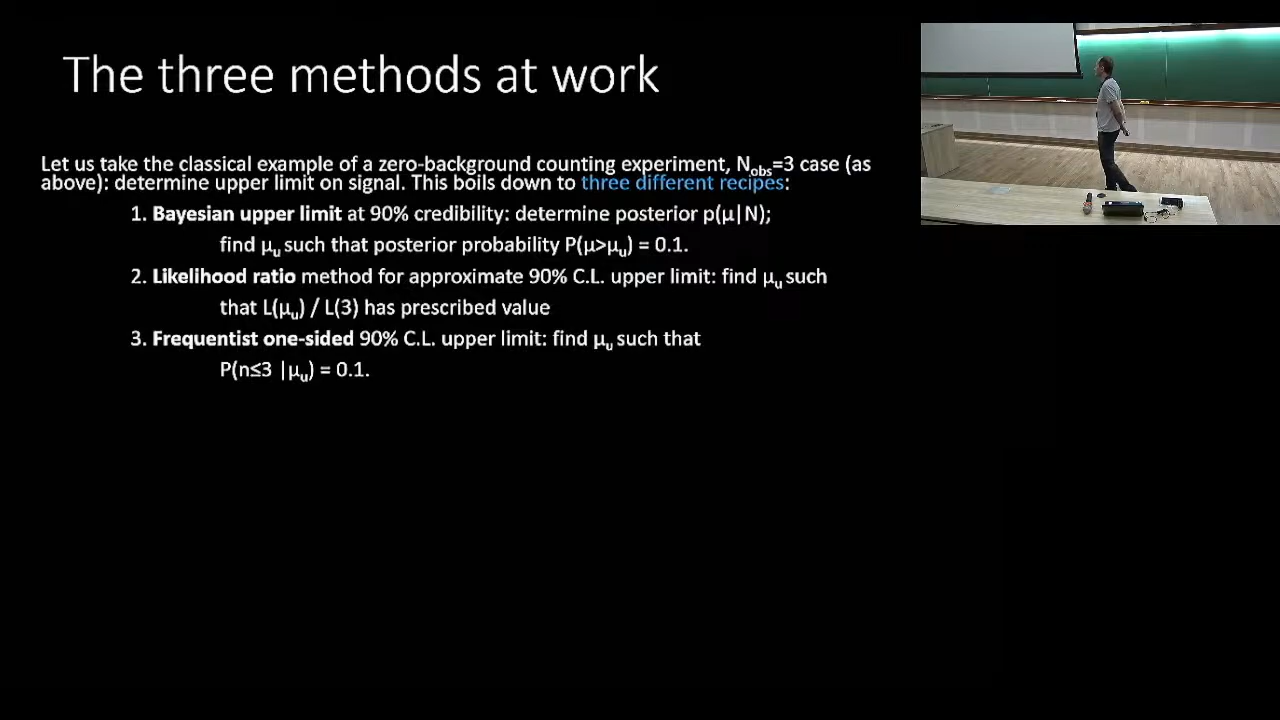 The three methods at work
Let us take the classical example of a zero-background counting experiment, Nobs=3 case (as
above): determine upper limit on signal. This boils down to three different recipes:
1. Bayesian upper limit at 90% credibility: determine posterior p(μ|N);
find μu such that posterior probability P(μ>μu) = 0.1.
2. Likelihood ratio method for approximate 90% C.L. upper limit: find μu such
that L(μu) / L(3) has prescribed value
3. Frequentist one-sided 90% C.L. upper limit: find μu such that
P(n≤3 |μu) = 0.1.